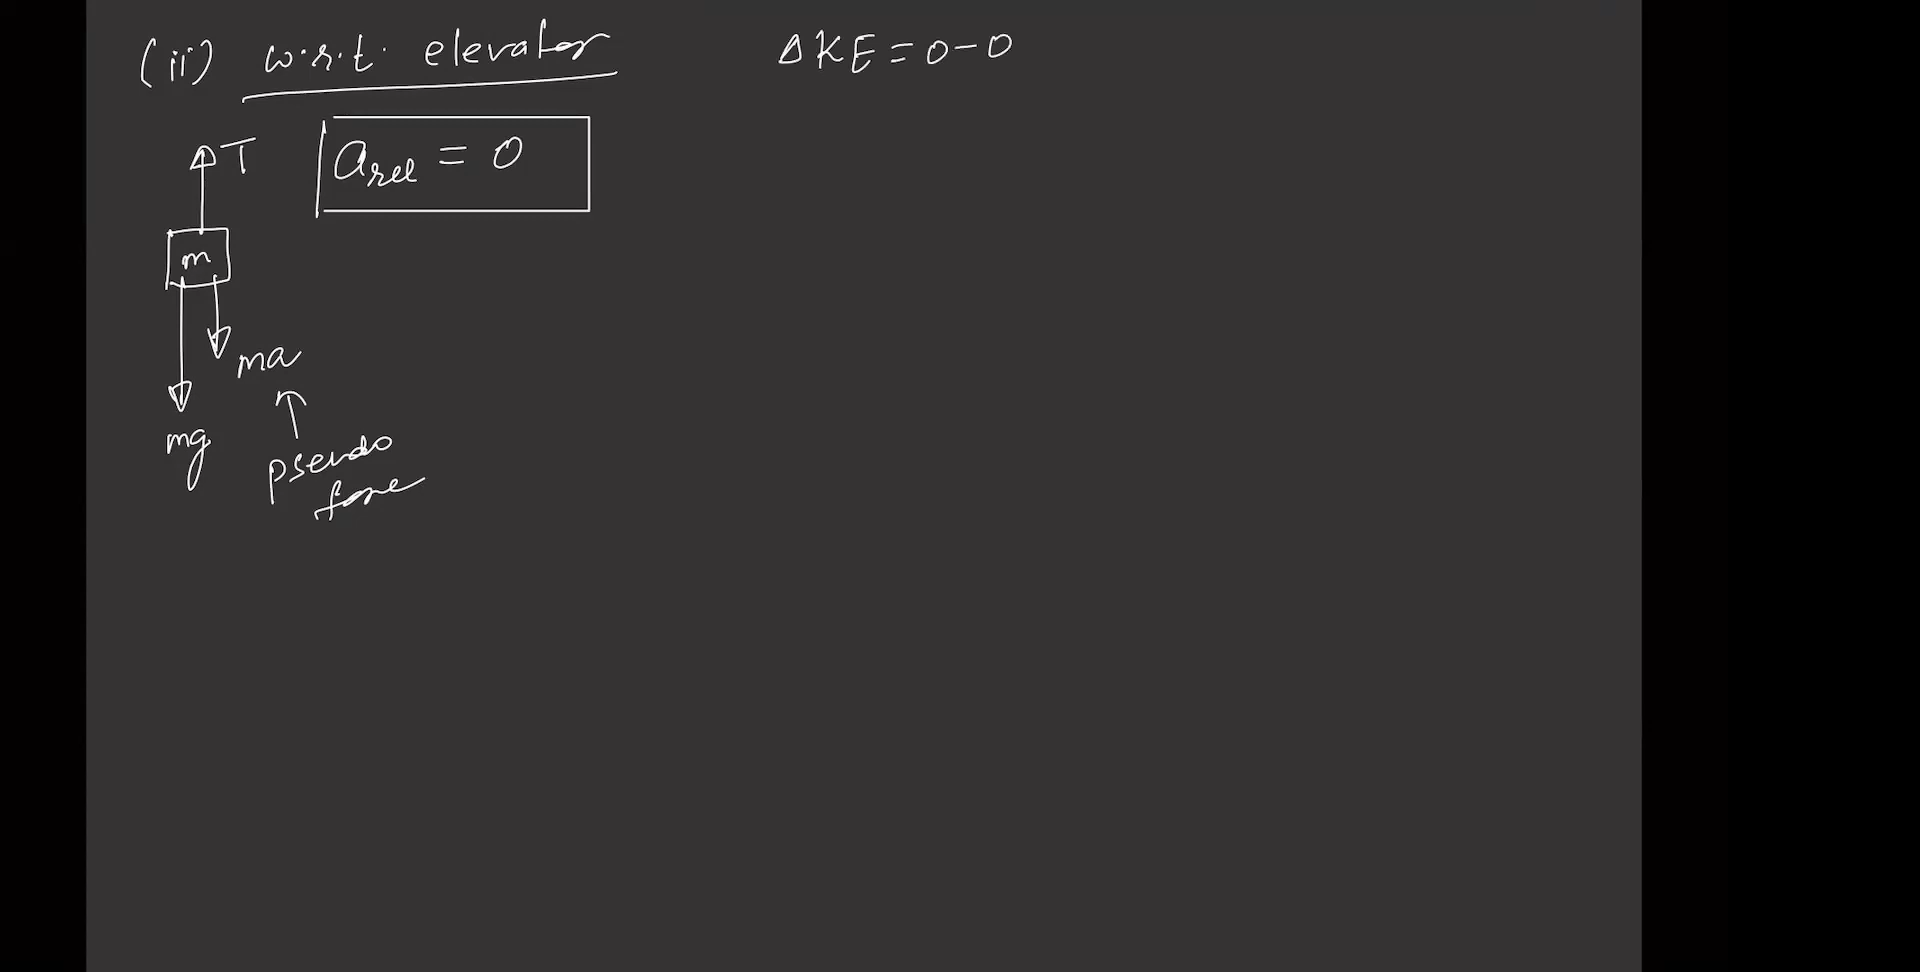 (ii) w.r.t. elevator
ΔKE = 0-0
T
a_rel = 0
m
ma
mg
pseudo
force